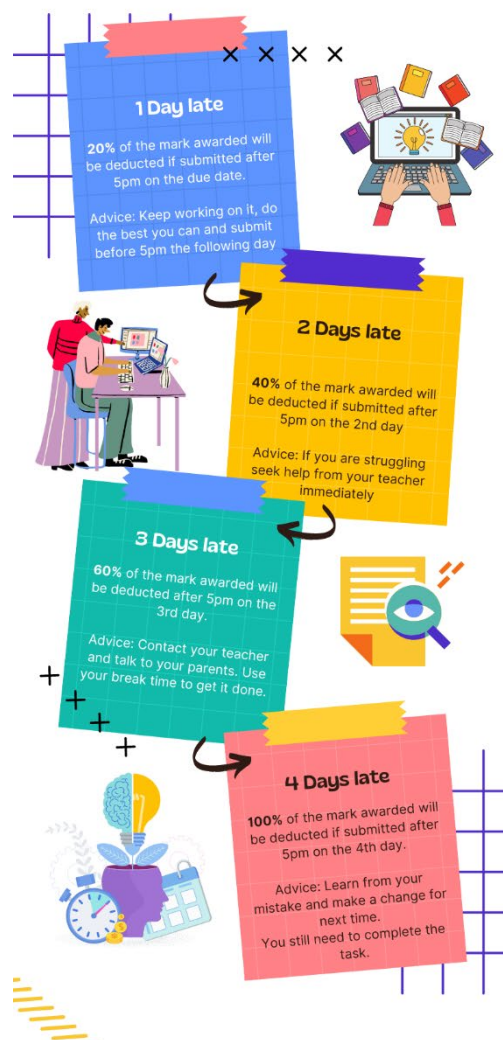 1 Day late
20% of the mark awarded will
be deducted if submitted after
5pm on the due date.
Advice: Keep working on it, do
the best you can and submit
before 5pm the following day
2 Days late
40% of the mark awarded will
be deducted if submitted after
5pm on the 2nd day
Advice: If you are struggling
seek help from your teacher
immediately
3 Days late
60% of the mark awarded will
be deducted after 5pm on the
3rd day.
Advice: Contact your teacher
and talk to your parents. Use
your break time to get it done.
4 Days late
100% of the mark awarded will
be deducted if submitted after
5pm on the 4th day.
Advice: Learn from your
mistake and make a change for
next time.
You still need to complete the
task.